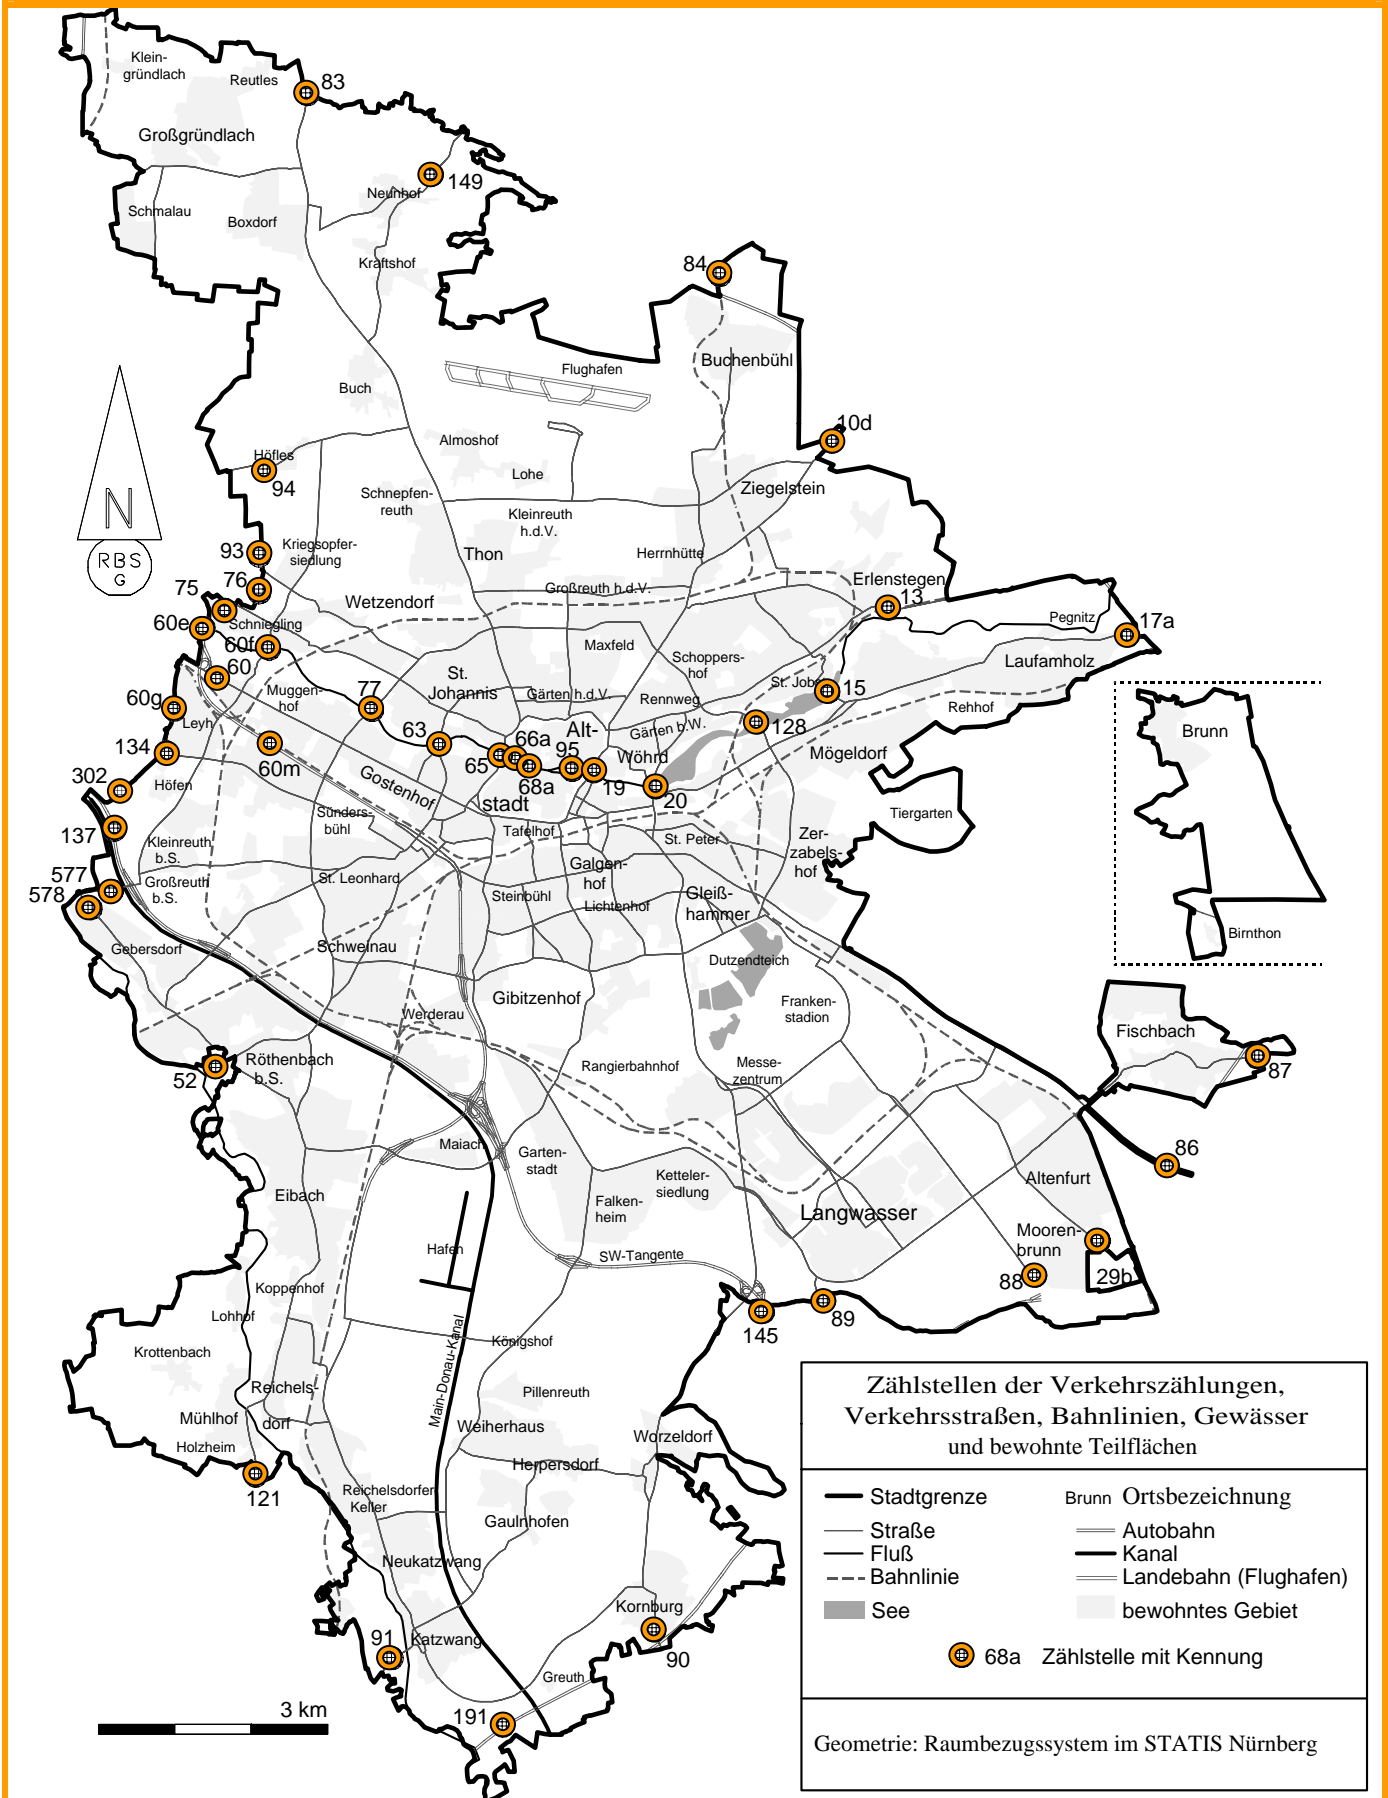 Klein-
gründlach
Reutles
83
Großgründlach
149
Neunhof
Schmalau
Boxdorf
Kraftshof
84
Buchenbühl
Flughafen
Buch
10d
Almoshof
Höfles
94
Lohe
Ziegelstein
Schnepfen-
reuth
Kleinreuth
h.d.V.
N
RBS
G
93
Kriegsopfer-
siedlung
Thon
Herrnhütte
76
75
Großreuth h.d.V.
Erlenstegen
13
Wetzendorf
60e
Schniegling
60f
Pegnitz
17a
Maxfeld
Schoppers-
hof
Laufamholz
60
St.
Johannis
St. Jobst
15
Muggen-
hof
77
Gärten h.d.V.
Rennweg
Rehhof
60g
Leyh
63
66a
Alt-
95
Gärten b.W.
128
Brunn
134
60m
65
68a
Wöhrd
Mögeldorf
302
Höfen
Gostenhof
stadt
19
20
Tiergarten
137
Sünders-
bühl
Tafelhof
St. Peter
Zer-
zabels-
hof
Kleinreuth
b.S.
577
Großreuth
b.S.
578
St. Leonhard
Galgen-
hof
Steinbühl
Lichtenhof
Gleiß-
hammer
Birnthon
Gebersdorf
Schweinau
Dutzendteich
Gibitzenhof
Franken-
stadion
Werderau
Fischbach
52
Röthenbach
b.S.
Rangierbahnhof
Messe-
zentrum
87
Maiach
Garten-
stadt
86
Ketteler-
siedlung
Altenfurt
Eibach
Falken-
heim
Langwasser
Mooren-
brunn
Hafen
SW-Tangente
88
29b
Koppenhof
Lohhof
145
89
Königshof
Krottenbach
Main-Donau-Kanal
Reichels-
dorf
Pillenreuth
Mühlhof
Weiherhaus
Worzeldorf
Holzheim
Herpersdorf
121
Reichelsdorfer
Keller
Gaulnhofen
Neukatzwang
Kornburg
91
Katzwang
90
Greuth
191
3 km
Zählstellen der Verkehrszählungen,
Verkehrsstraßen, Bahnlinien, Gewässer
und bewohnte Teilflächen
Stadtgrenze
Brunn Ortsbezeichnung
Straße
Autobahn
Fluß
Kanal
Bahnlinie
Landebahn (Flughafen)
See
bewohntes Gebiet
68a Zählstelle mit Kennung
Geometrie: Raumbezugssystem im STATIS Nürnberg